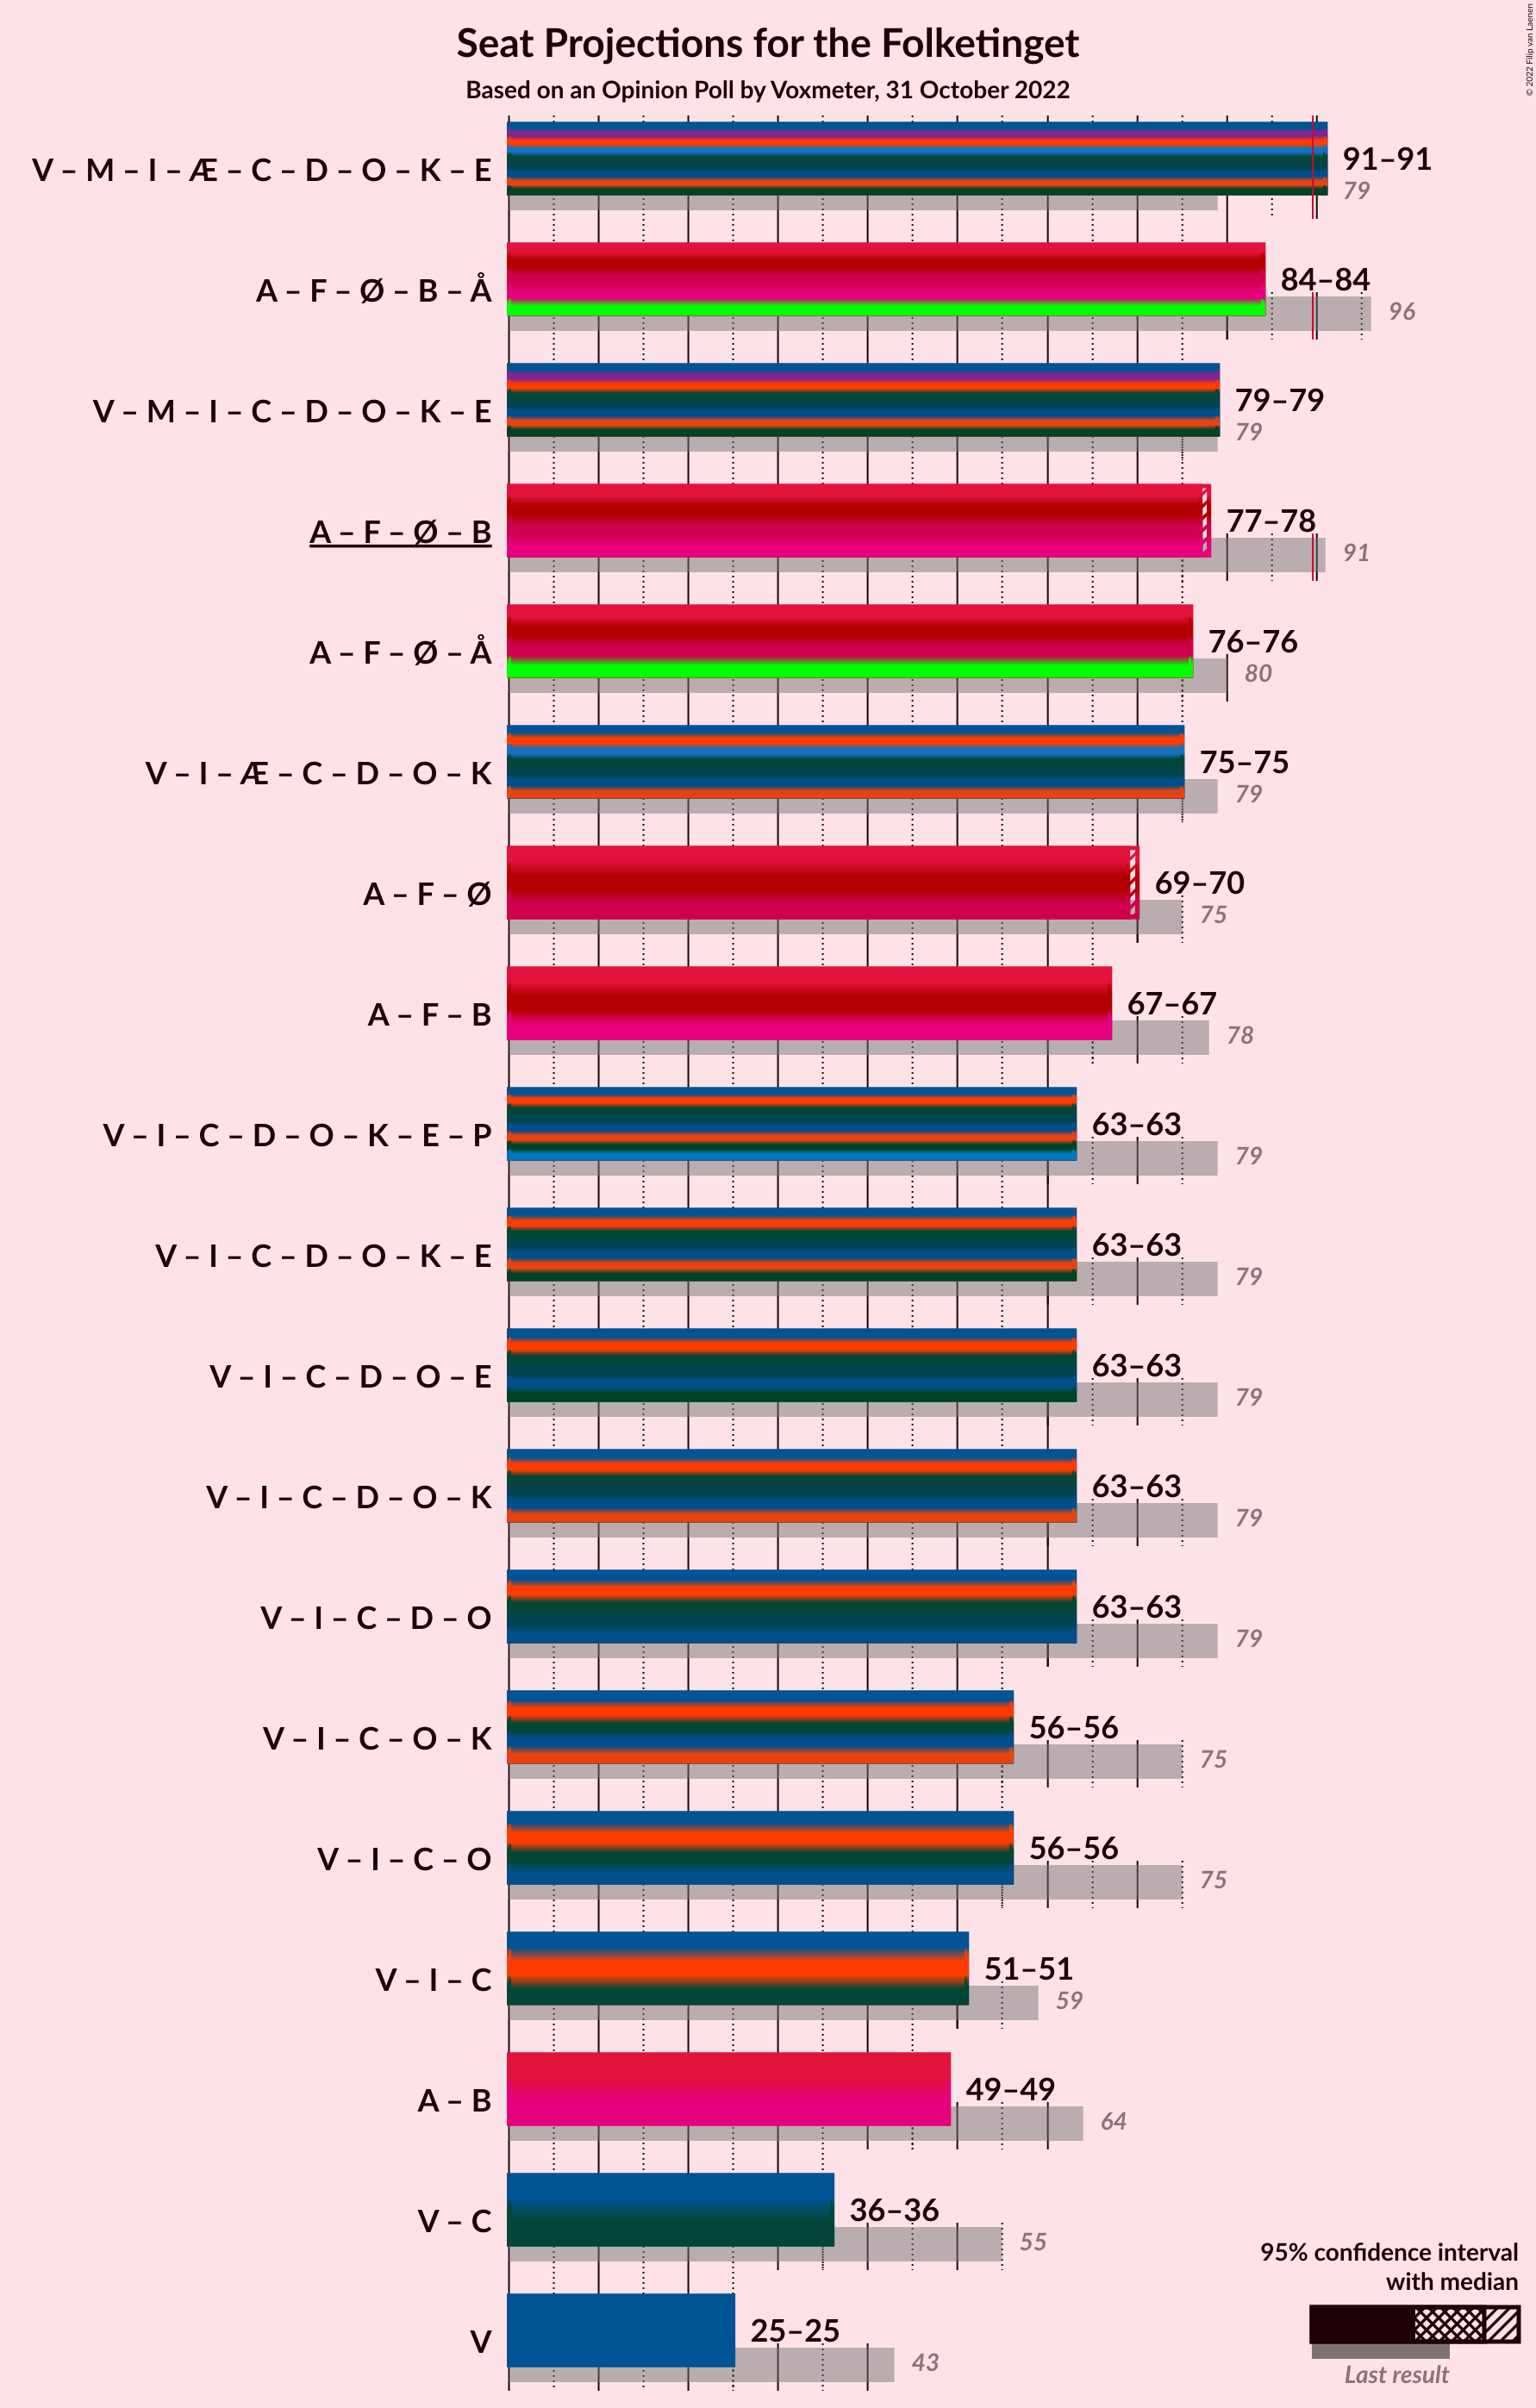 Seat Projections for the Folketinget
Based on an Opinion Poll by Voxmeter, 31 October 2022
© 2022 Filip van Laenen
V – M – I – Æ – C – D – O – K – E
91–91
79
A – F – Ø – B – Å
84–84
96
V – M – I – C – D – O – K – E
79–79
79
A – F – Ø – B
77–78
91
A – F – Ø – Å
76–76
80
V – I – Æ – C – D – O – K
75–75
79
A – F – Ø
69–70
75
A – F – B
67–67
78
V – I – C – D – O – K – E – P
63–63
79
V – I – C – D – O – K – E
63–63
79
V – I – C – D – O – E
63–63
79
V – I – C – D – O – K
63–63
79
V – I – C – D – O
63–63
79
V – I – C – O – K
56–56
75
V – I – C – O
56–56
75
V – I – C
51–51
59
A – B
49–49
64
V – C
36–36
55
V
25–25
43
95% confidence interval
with median
Last result